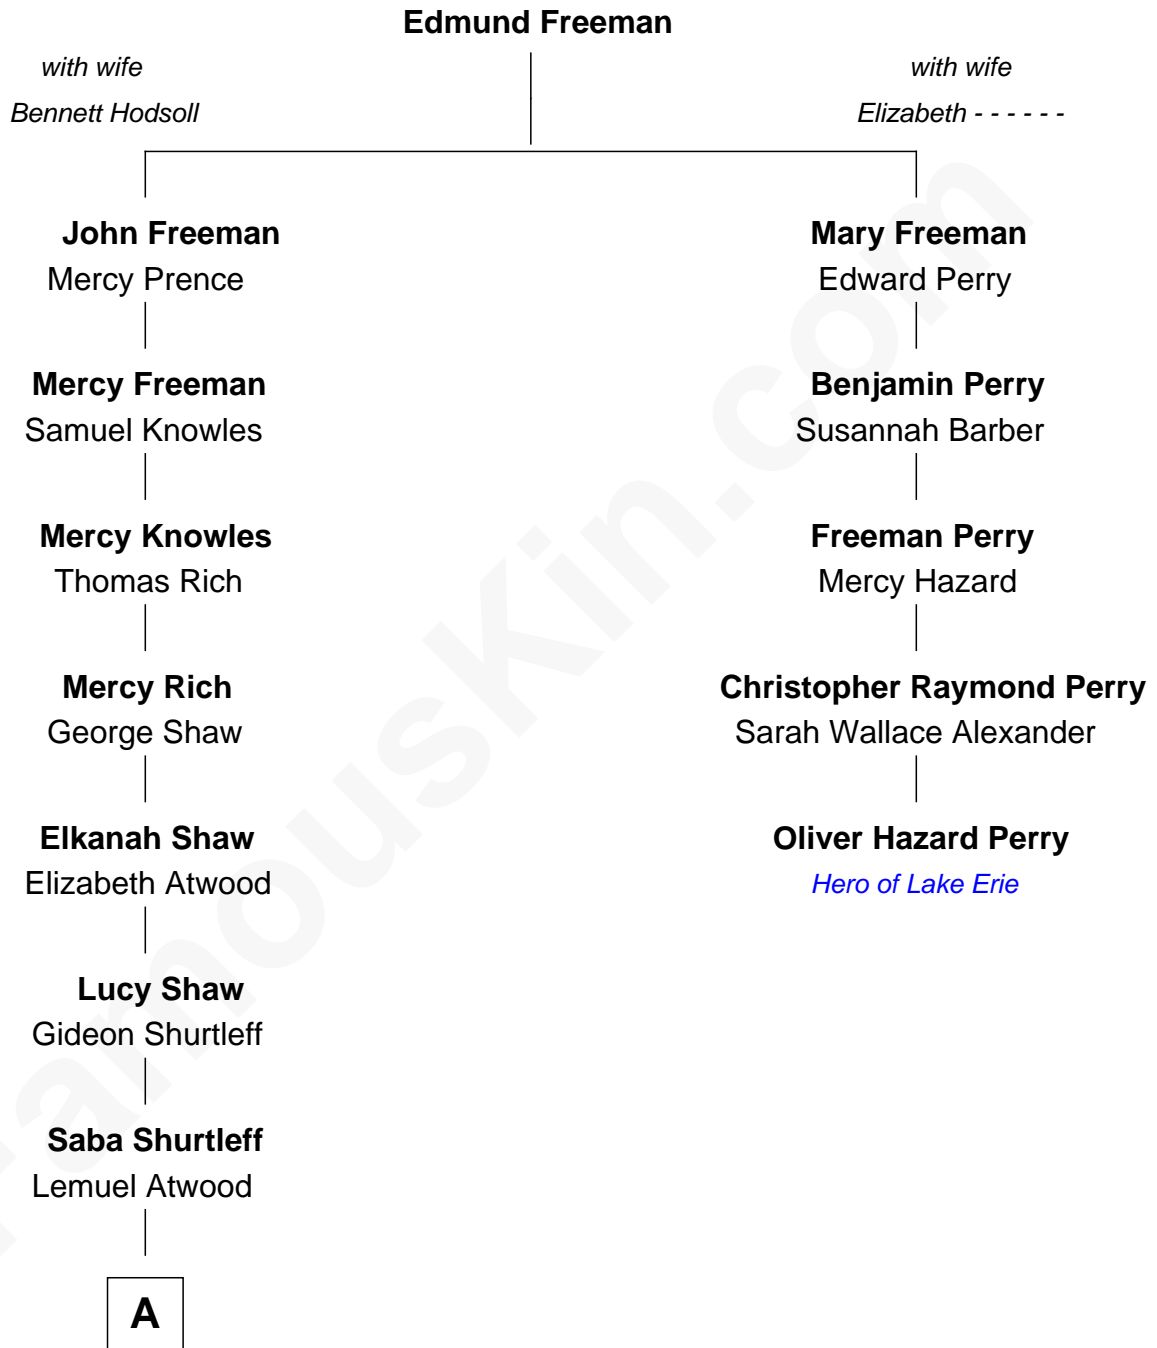 Edmund Freeman
with wife
Bennett Hodsoll
with wife
Elizabeth - - - - - -
John Freeman
Mercy Prence
Mary Freeman
Edward Perry
Mercy Freeman
Samuel Knowles
Benjamin Perry
Susannah Barber
Mercy Knowles
Thomas Rich
Freeman Perry
Mercy Hazard
Mercy Rich
George Shaw
Christopher Raymond Perry
Sarah Wallace Alexander
Elkanah Shaw
Elizabeth Atwood
Oliver Hazard Perry
Hero of Lake Erie
Lucy Shaw
Gideon Shurtleff
Saba Shurtleff
Lemuel Atwood
A
FamousKin.com